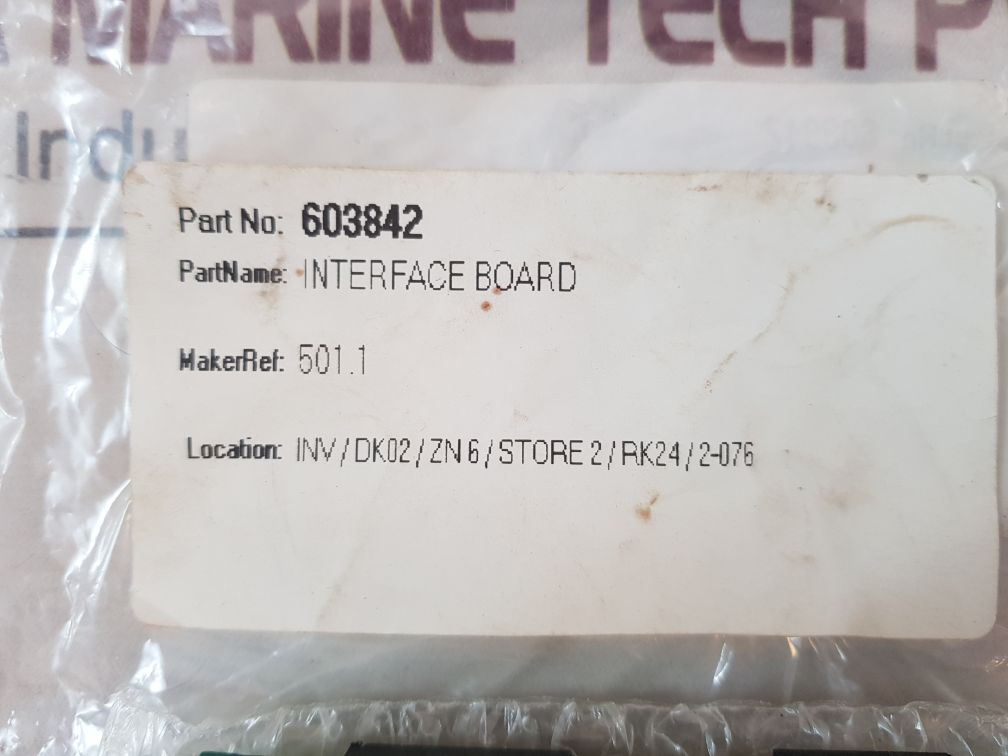 MARINE TECH P
Indu
Part No: 603842
PartName: INTERFACE BOARD
MakerRef: 501.1
Location: INV/DK02/ZN 6/STORE 2/RK24/2-076